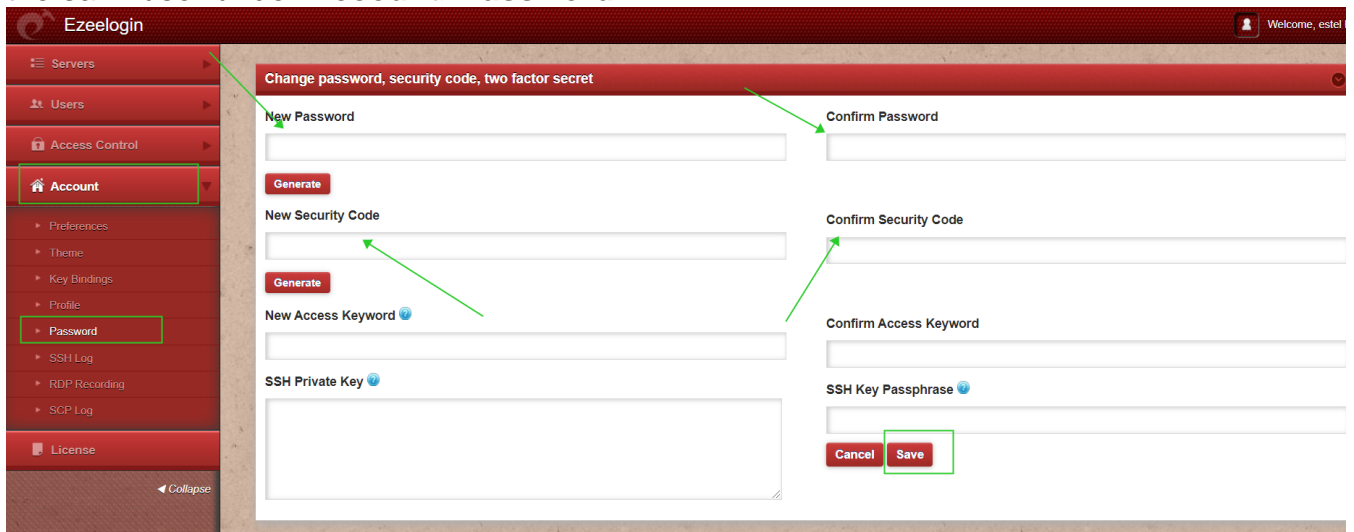 Ezeelogin
Welcome, estel
Servers
Users
Access Control
Account
Preferences
Theme
Key Bindings
Profile
Password
SSH Log
RDP Recording
SCP Log
License
Collapse
Change password, security code, two factor secret
New Password
Confirm Password
Generate
New Security Code
Confirm Security Code
Generate
New Access Keyword
Confirm Access Keyword
SSH Private Key
SSH Key Passphrase
Cancel Save